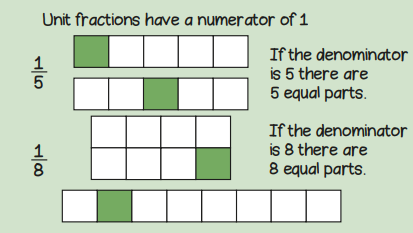 Unit fractions have a numerator of 1
1
5
If the denominator
is 5 there are
5 equal parts.
1
8
If the denominator
is 8 there are
8 equal parts.